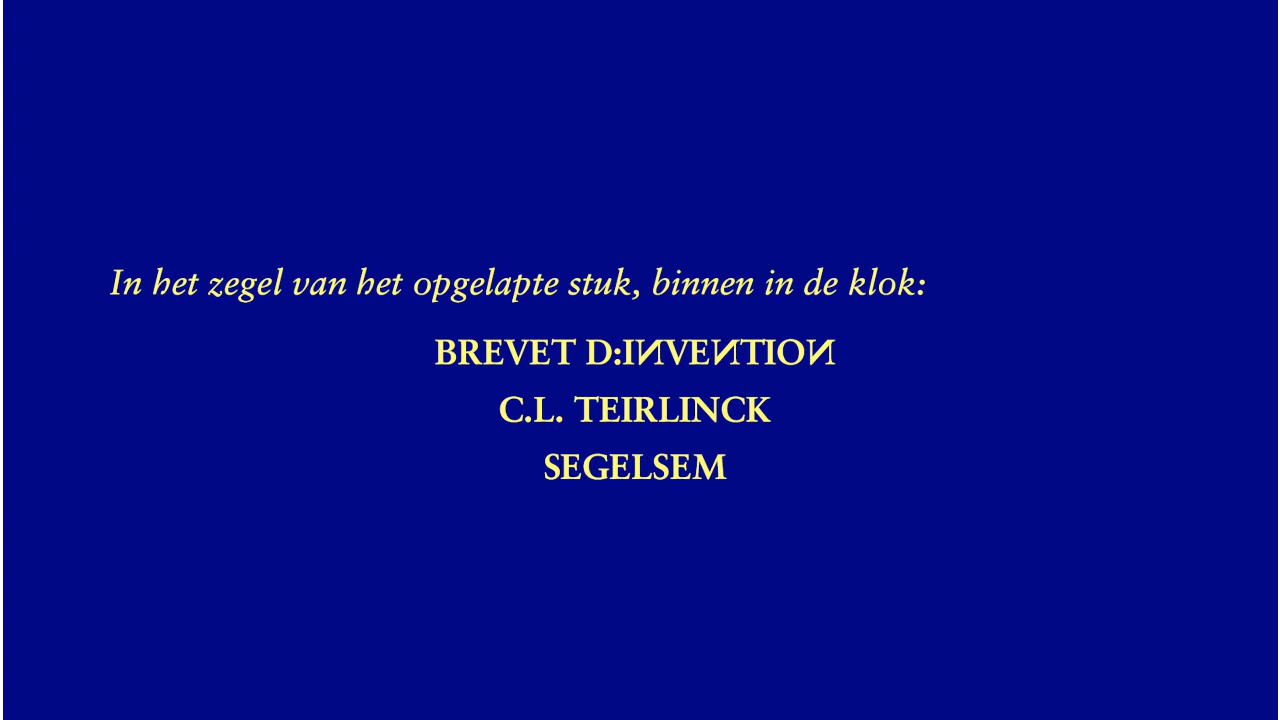 In het zegel van het opgelapte stuk, binnen in de klok:
BREVET D:IИVEИTIOИ
C.L. TEIRLINCK
SEGELSEM